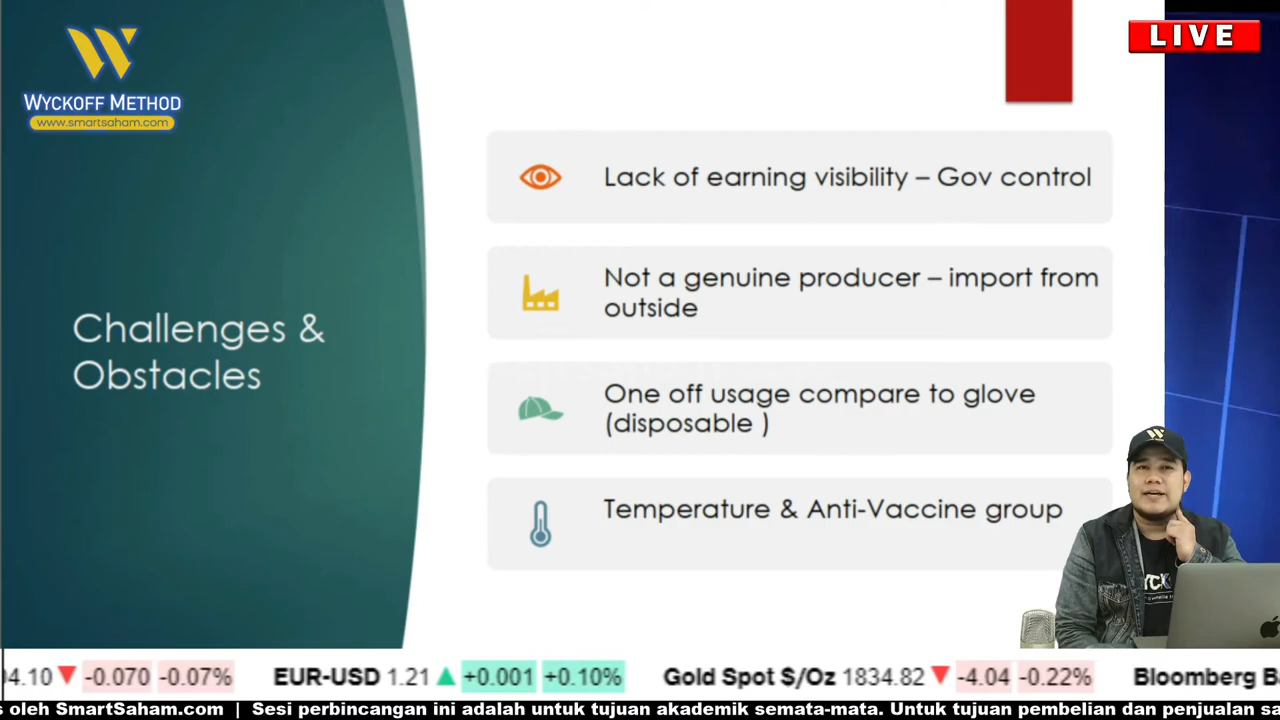 W
WYCKOFF METHOD
www.smartsaham.com
LIVE
Challenges &
Obstacles
Lack of earning visibility – Gov control
Not a genuine producer – import from
outside
One off usage compare to glove
(disposable )
Temperature & Anti-Vaccine group
04.10 -0.070 -0.07% EUR-USD 1.21 +0.001 +0.10% Gold Spot $/Oz 1834.82 -4.04 -0.22% Bloomberg
oleh SmartSaham.com | Sesi perbincangan ini adalah untuk tujuan akademik semata-mata. Untuk tujuan pembelian dan penjualan